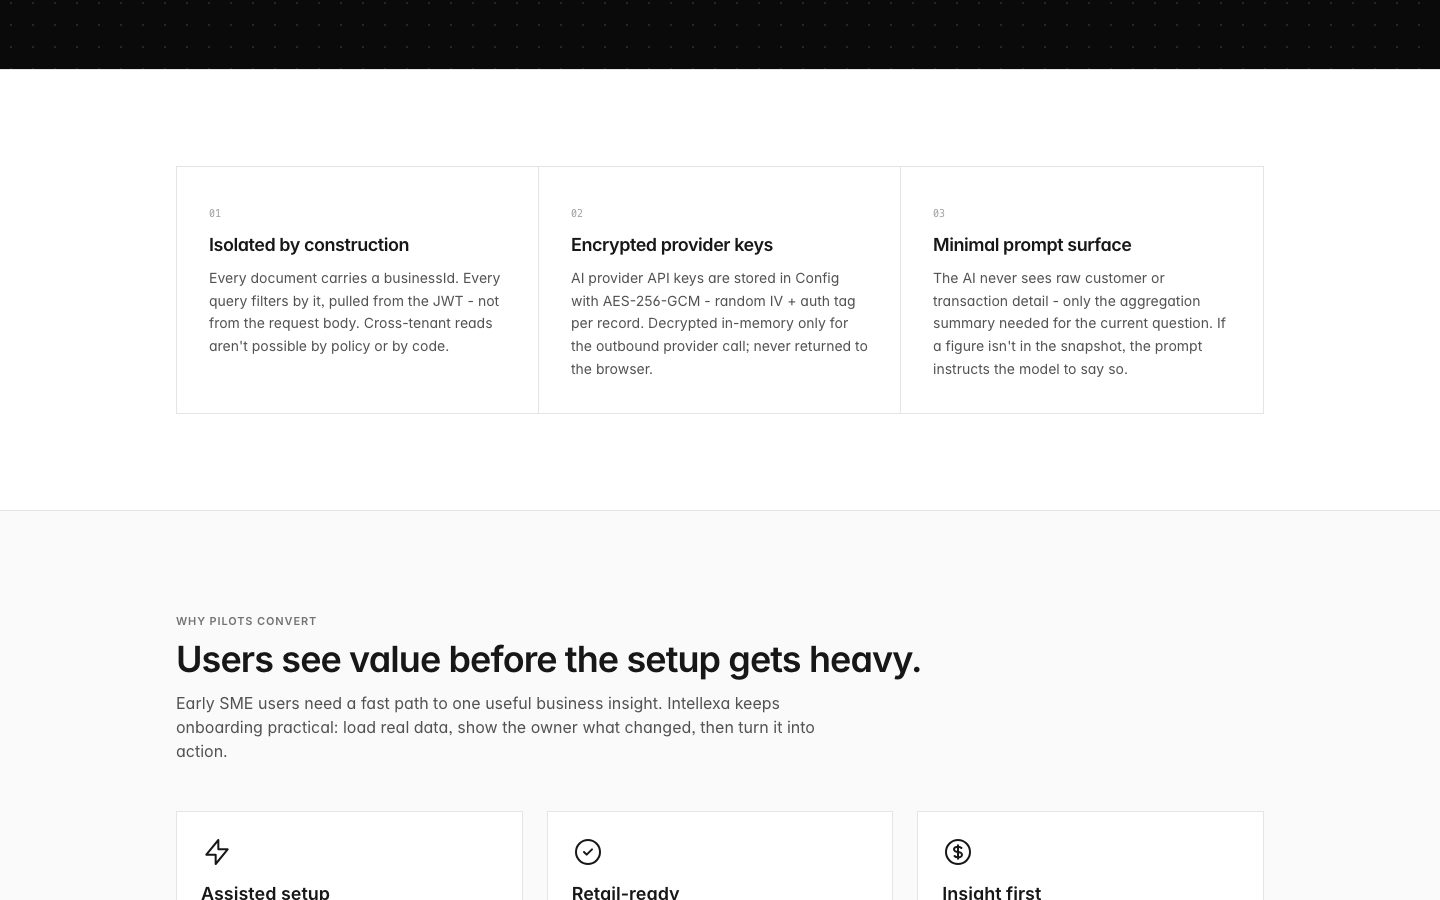 01
Isolated by construction
Every document carries a businessId. Every
query filters by it, pulled from the JWT - not
from the request body. Cross-tenant reads
aren't possible by policy or by code.
02
Encrypted provider keys
AI provider API keys are stored in Config
with AES-256-GCM - random IV + auth tag
per record. Decrypted in-memory only for
the outbound provider call; never returned to
the browser.
03
Minimal prompt surface
The AI never sees raw customer or
transaction detail - only the aggregation
summary needed for the current question. If
a figure isn't in the snapshot, the prompt
instructs the model to say so.
WHY PILOTS CONVERT
Users see value before the setup gets heavy.
Early SME users need a fast path to one useful business insight. Intellexa keeps
onboarding practical: load real data, show the owner what changed, then turn it into
action.
Assisted setup
Retail-ready
Insight first